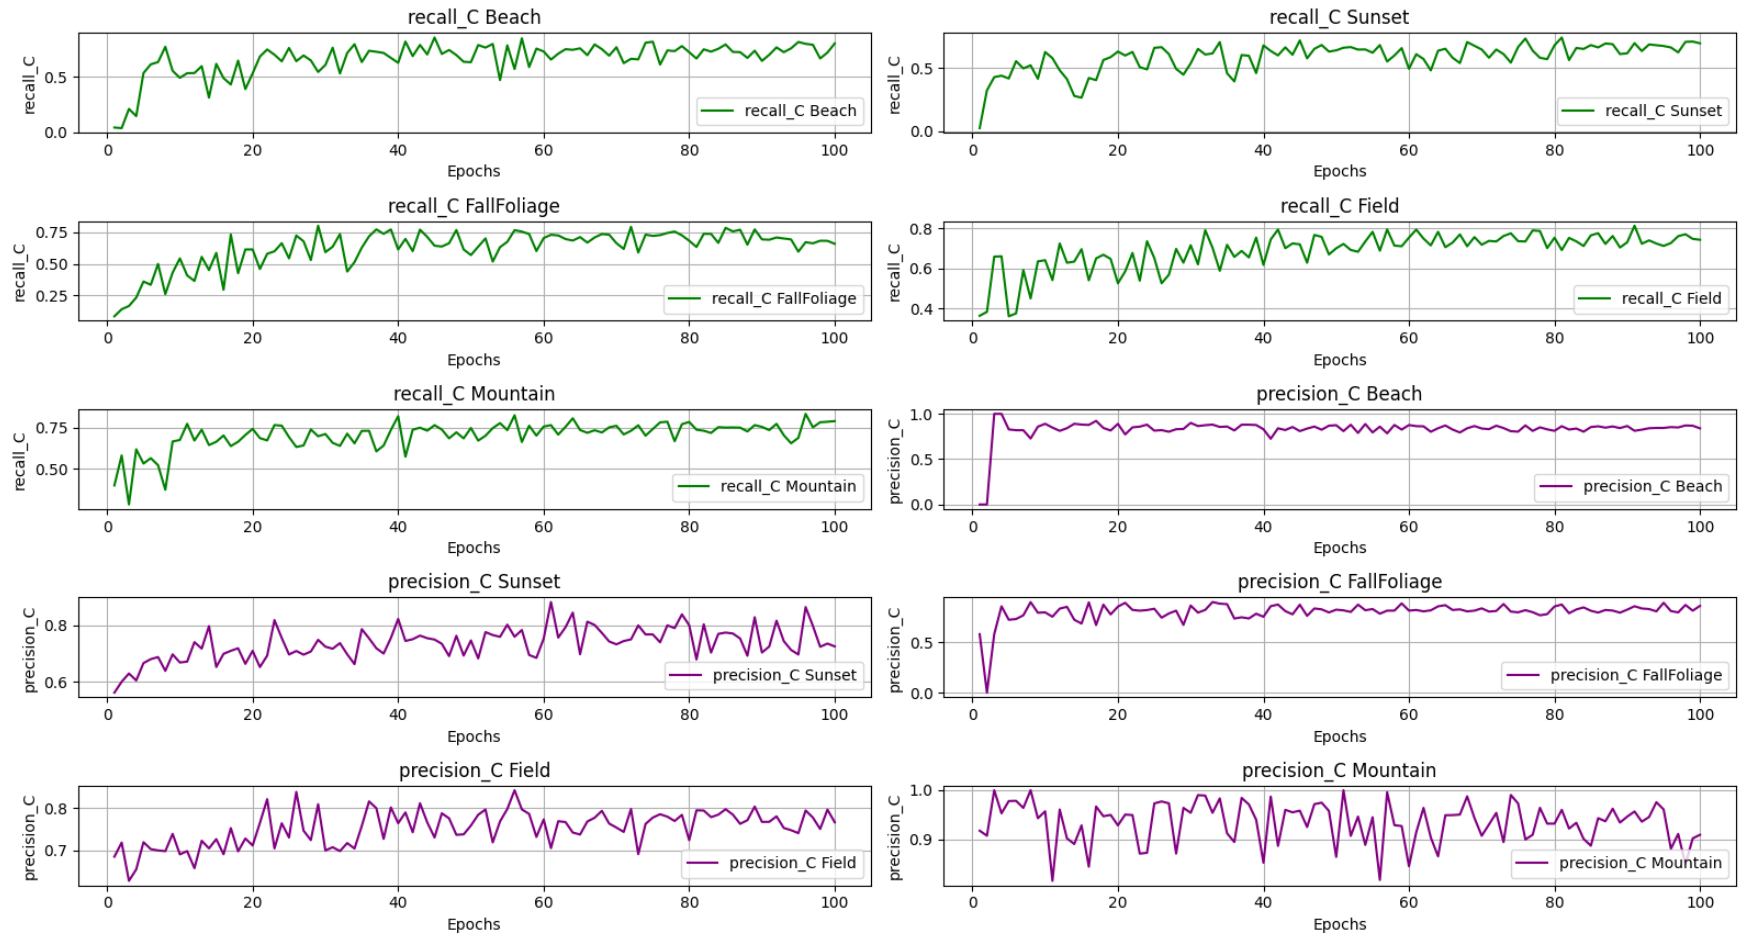 recall_C Beach
recall_C
0.5
0.0
recall_C Beach
0 20 40 60 80 100
Epochs
recall_C Sunset
recall_C
0.5
0.0
recall_C Sunset
0 20 40 60 80 100
Epochs
recall_C FallFoliage
recall_C
0.75
0.50
0.25
recall_C FallFoliage
0 20 40 60 80 100
Epochs
recall_C Field
recall_C
0.8
0.6
0.4
recall_C Field
0 20 40 60 80 100
Epochs
recall_C Mountain
recall_C
0.75
0.50
recall_C Mountain
0 20 40 60 80 100
Epochs
precision_C Beach
precision_C
1.0
0.5
0.0
precision_C Beach
0 20 40 60 80 100
Epochs
precision_C Sunset
precision_C
0.8
0.6
precision_C Sunset
0 20 40 60 80 100
Epochs
precision_C FallFoliage
precision_C
0.5
0.0
precision_C FallFoliage
0 20 40 60 80 100
Epochs
precision_C Field
precision_C
0.8
0.7
precision_C Field
0 20 40 60 80 100
Epochs
precision_C Mountain
precision_C
1.0
0.9
precision_C Mountain
0 20 40 60 80 100
Epochs